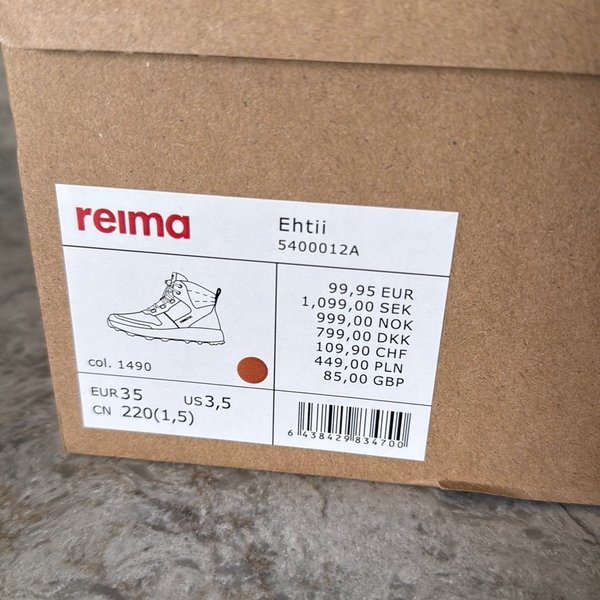 reima
Ehtii
5400012A
99,95 EUR
1,099,00 SEK
999,00 NOK
799,00 DKK
109,90 CHF
449,00 PLN
85,00 GBP
col. 1490
EUR 35 US 3,5
CN 220(1,5)
6 438429 834700